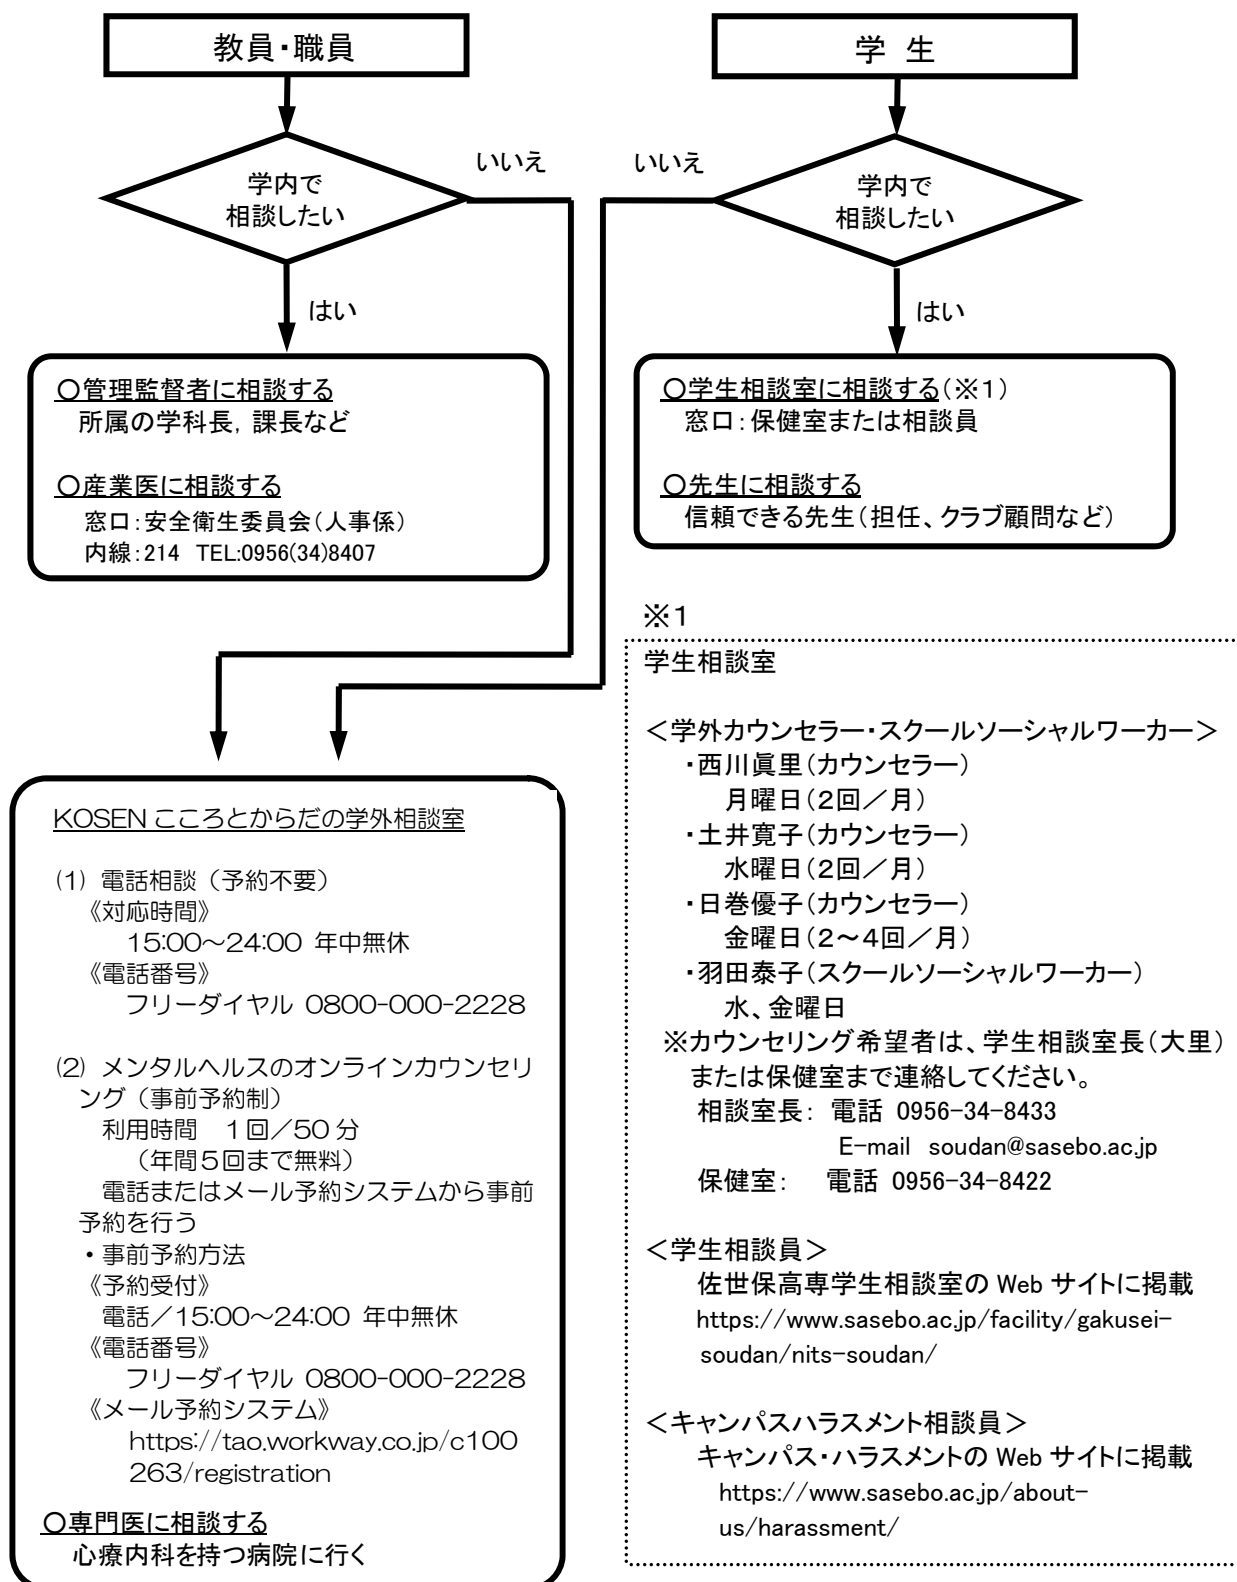 教員・職員
学 生
学内で
相談したい
いいえ
いいえ
学内で
相談したい
はい
はい
〇管理監督者に相談する
所属の学科長，課長など
〇産業医に相談する
窓口：安全衛生委員会（人事係）
内線：214 TEL:0956(34)8407
〇学生相談室に相談する（※１）
窓口：保健室または相談員
〇先生に相談する
信頼できる先生（担任、クラブ顧問など）
KOSEN こころとからだの学外相談室
(1) 電話相談（予約不要）
《対応時間》
15:00～24:00 年中無休
《電話番号》
フリーダイヤル 0800-000-2228
(2) メンタルヘルスのオンラインカウンセリ
ング（事前予約制）
利用時間 １回／50 分
（年間５回まで無料）
電話またはメール予約システムから事前
予約を行う
・事前予約方法
《予約受付》
電話／15:00～24:00 年中無休
《電話番号》
フリーダイヤル 0800-000-2228
《メール予約システム》
https://tao.workway.co.jp/c100
263/registration
〇専門医に相談する
心療内科を持つ病院に行く
※１
学生相談室
＜学外カウンセラー・スクールソーシャルワーカー＞
・西川眞里（カウンセラー）
月曜日（２回／月）
・土井寛子（カウンセラー）
水曜日（２回／月）
・日巻優子（カウンセラー）
金曜日（２～４回／月）
・羽田泰子（スクールソーシャルワーカー）
水、金曜日
※カウンセリング希望者は、学生相談室長（大里）
または保健室まで連絡してください。
相談室長： 電話 0956-34-8433
E-mail soudan@sasebo.ac.jp
保健室： 電話 0956-34-8422
＜学生相談員＞
佐世保高専学生相談室の Web サイトに掲載
https://www.sasebo.ac.jp/facility/gakusei-
soudan/nits-soudan/
＜キャンパスハラスメント相談員＞
キャンパス・ハラスメントの Web サイトに掲載
https://www.sasebo.ac.jp/about-
us/harassment/